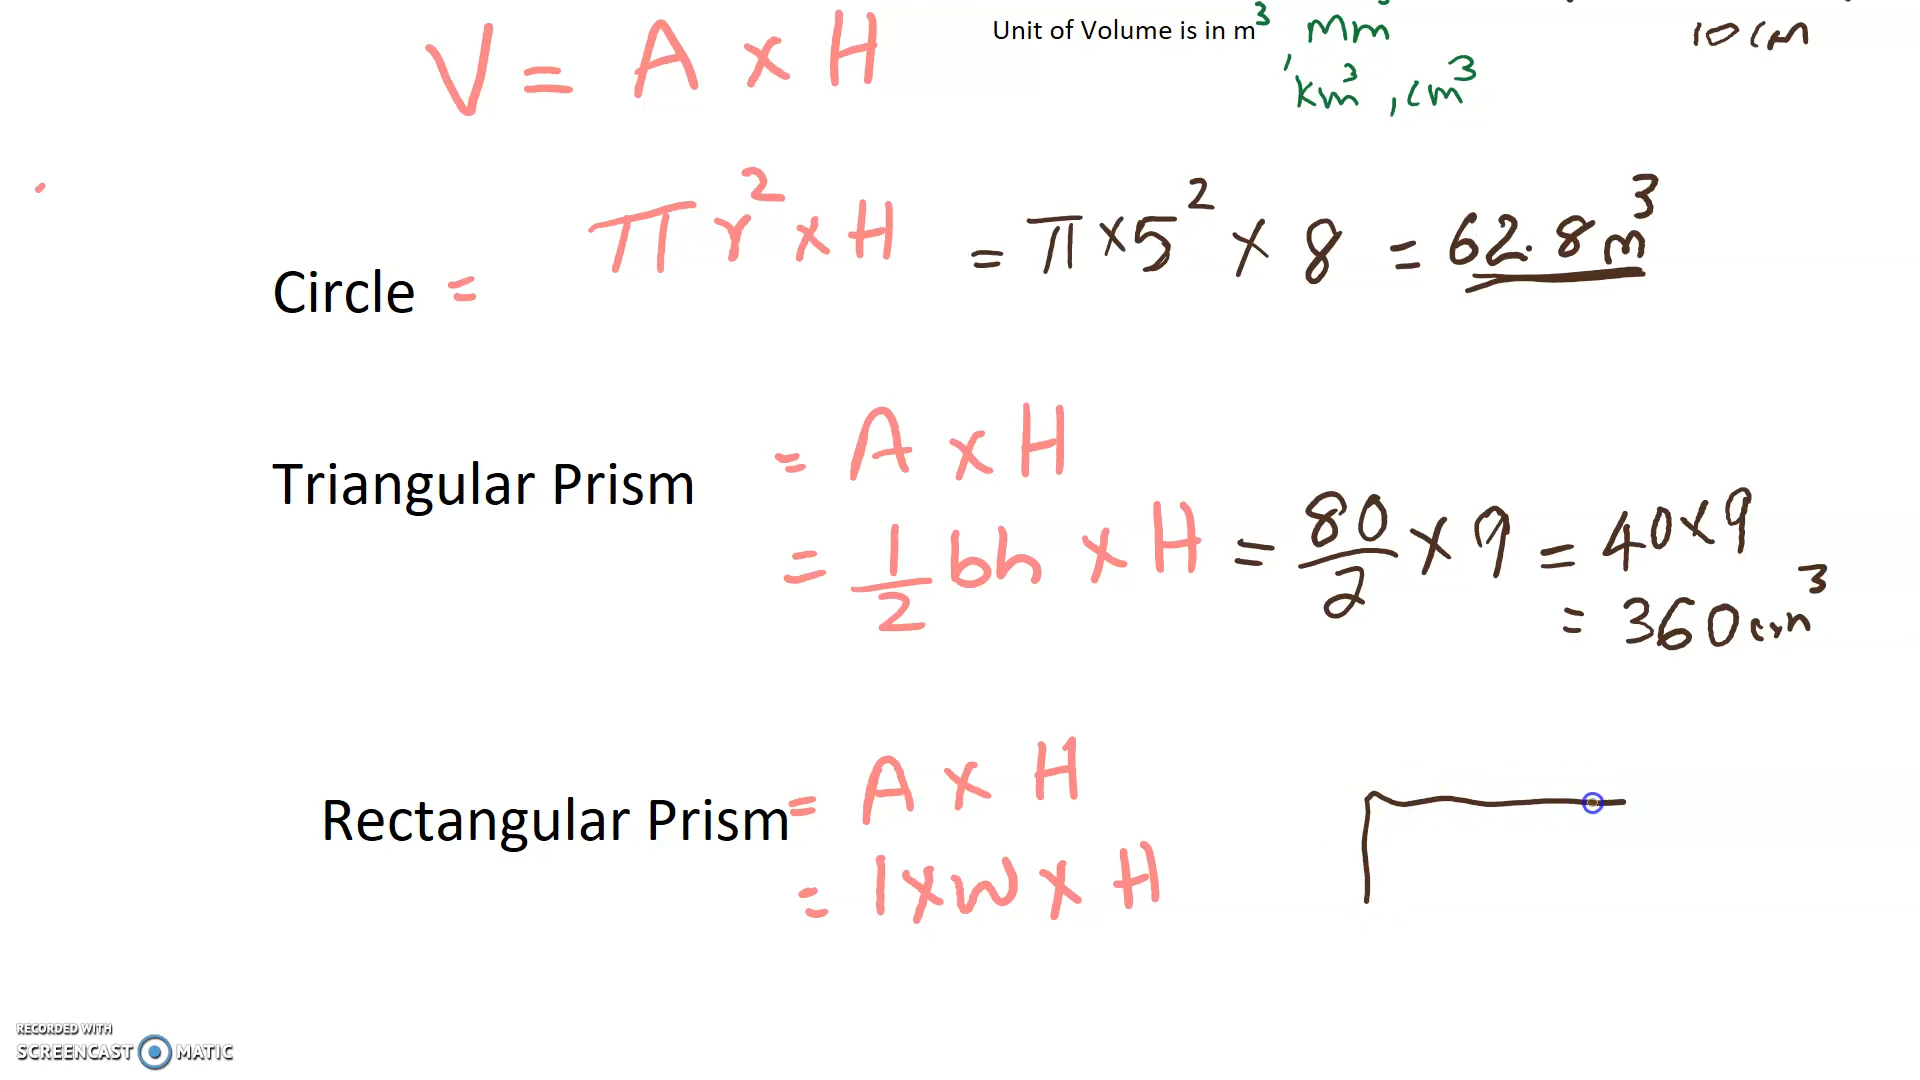 V = A x H
Unit of Volume is in m³ , Mm
km³ , cm³
10 cm
Circle = πr² x H = π x 5² x 8 = 62.8 m³
Triangular Prism = A x H
= 1/2 bh x H = 80/2 x 9 = 40 x 9
= 360 cm³
Rectangular Prism = A x H
= l x w x H
RECORDED WITH
SCREENCAST MATIC